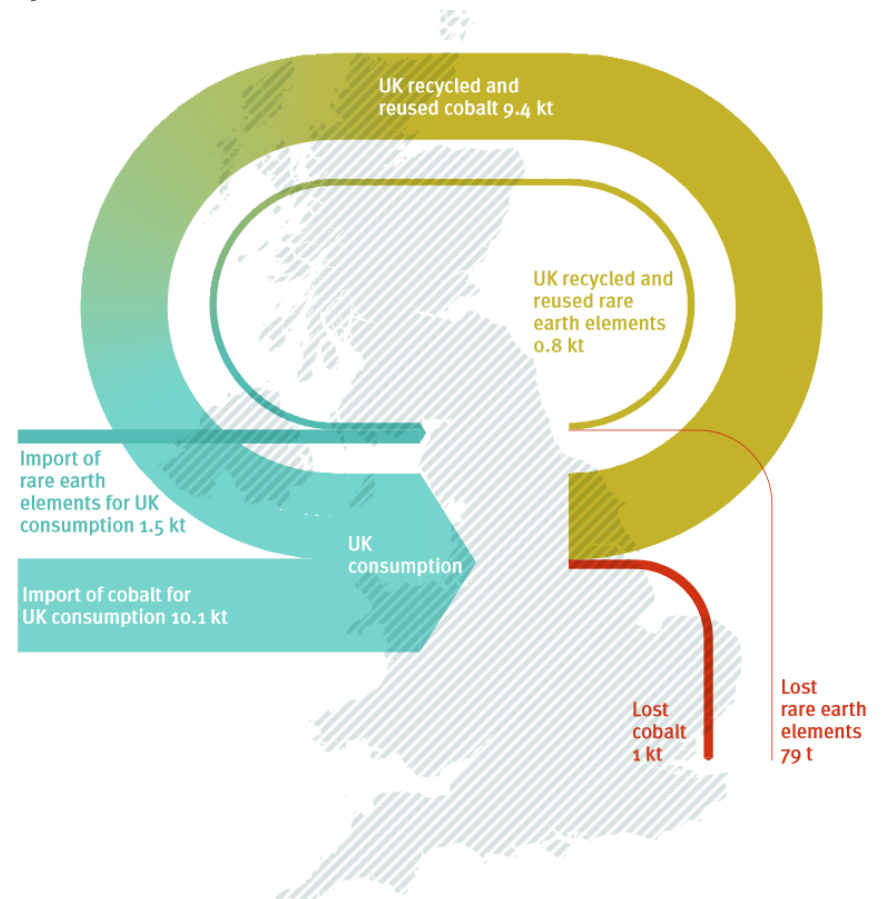 UK recycled and
reused cobalt 9.4 kt
UK recycled and
reused rare
earth elements
0.8 kt
Import of
rare earth
elements for UK
consumption 1.5 kt
UK
consumption
Import of cobalt for
UK consumption 10.1 kt
Lost
cobalt
1 kt
Lost
rare earth
elements
79 t